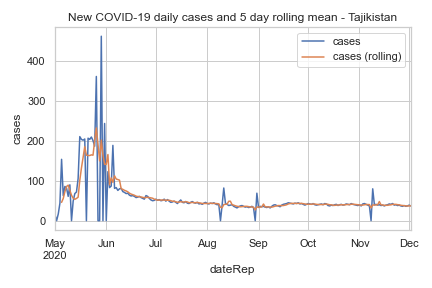 New COVID-19 daily cases and 5 day rolling mean - Tajikistan
cases
cases (rolling)
400
300
200
100
0
cases
May Jun Jul Aug Sep Oct Nov Dec
2020
dateRep